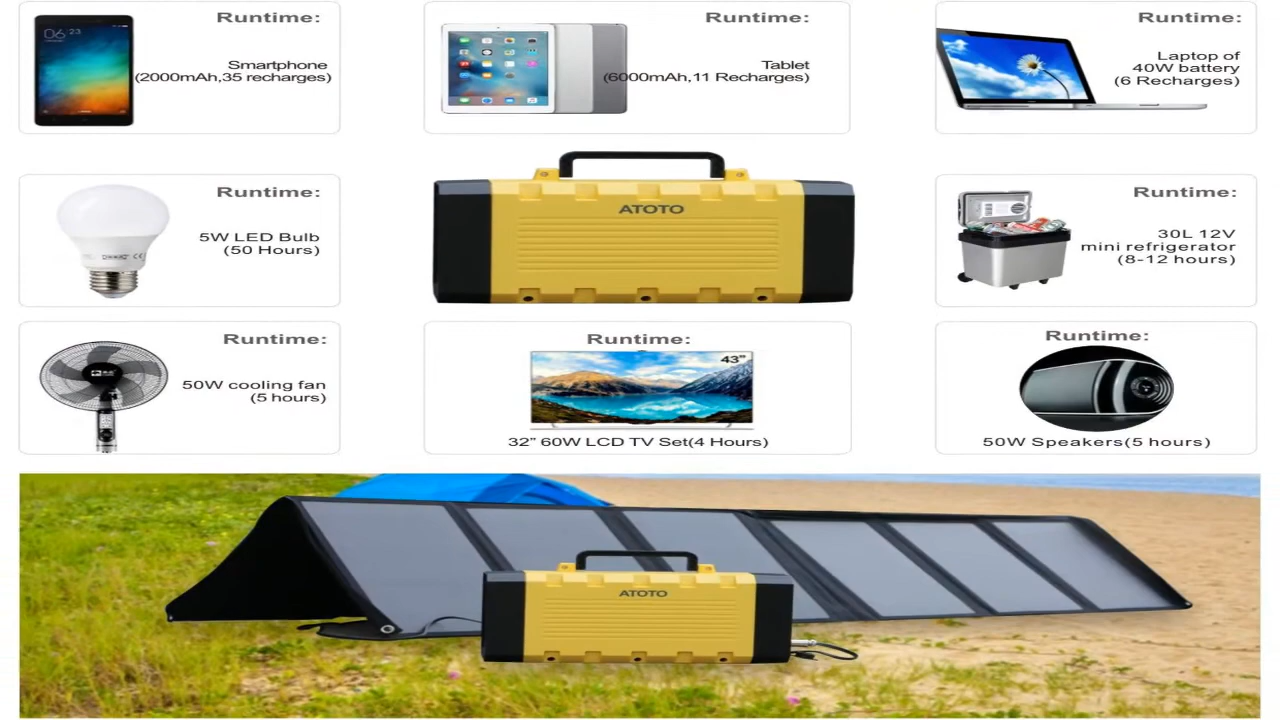 Runtime:
06 23
Smartphone
(2000mAh,35 recharges)
Runtime:
Tablet
(6000mAh,11 Recharges)
Runtime:
Laptop of
40W battery
(6 Recharges)
Runtime:
5W LED Bulb
(50 Hours)
ATOTO
Runtime:
30L 12V
mini refrigerator
(8-12 hours)
Runtime:
50W cooling fan
(5 hours)
Runtime:
43”
32” 60W LCD TV Set(4 Hours)
Runtime:
50W Speakers(5 hours)
ATOTO